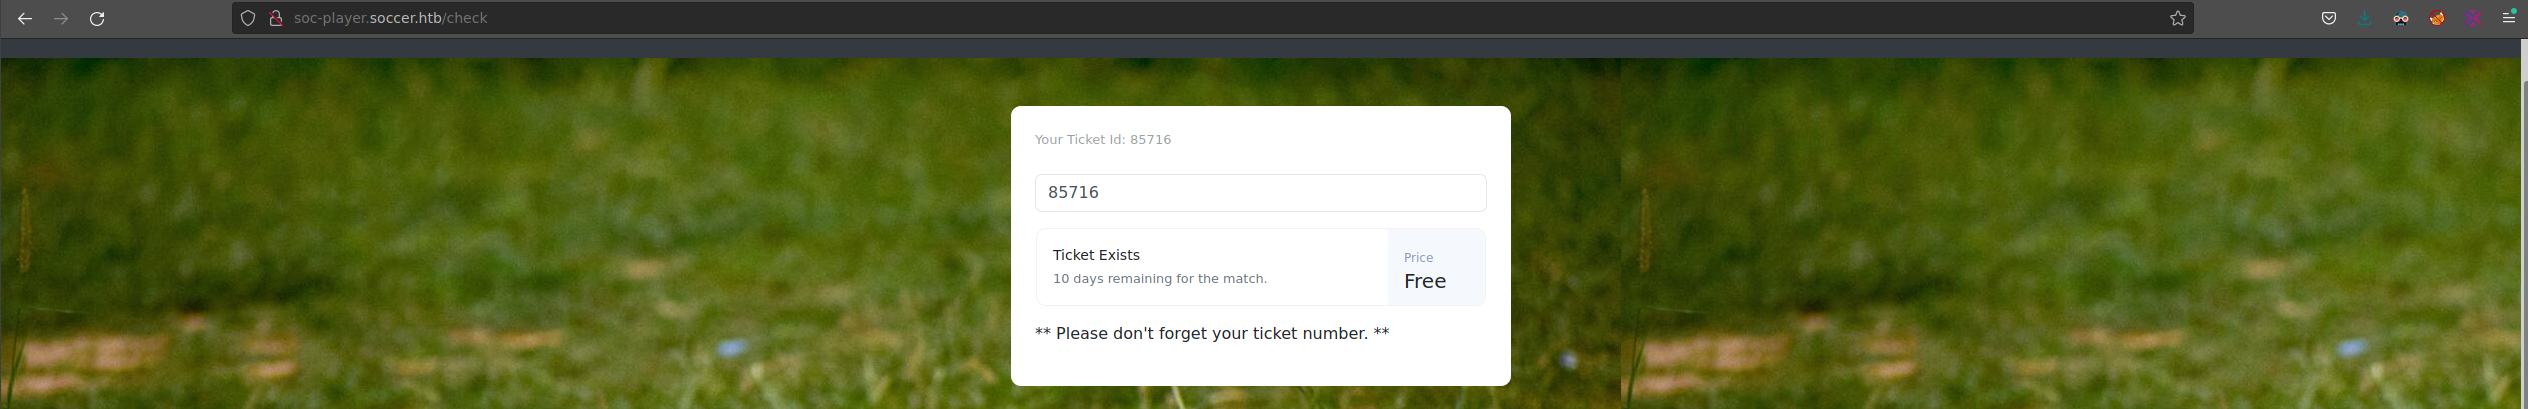 soc-player.soccer.htb/check
Your Ticket Id: 85716
85716
Ticket Exists
10 days remaining for the match.
Price
Free
** Please don't forget your ticket number. **